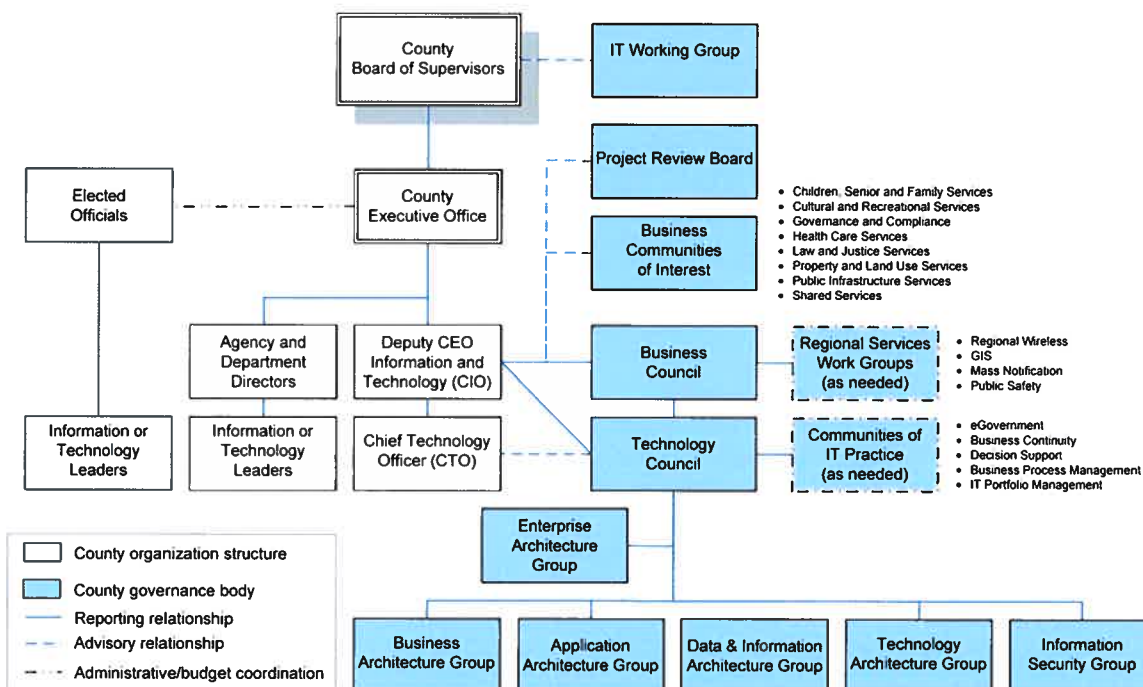 County
Board of Supervisors
IT Working Group
Project Review Board
Elected
Officials
County
Executive Office
Business
Communities
of Interest
• Children, Senior and Family Services
• Cultural and Recreational Services
• Governance and Compliance
• Health Care Services
• Law and Justice Services
• Property and Land Use Services
• Public Infrastructure Services
• Shared Services
Agency and
Department
Directors
Deputy CEO
Information and
Technology (CIO)
Business
Council
Regional Services
Work Groups
(as needed)
• Regional Wireless
• GIS
• Mass Notification
• Public Safety
Information or
Technology
Leaders
Information or
Technology
Leaders
Chief Technology
Officer (CTO)
Technology
Council
Communities of
IT Practice
(as needed)
• eGovernment
• Business Continuity
• Decision Support
• Business Process Management
• IT Portfolio Management
Enterprise
Architecture
Group
County organization structure
County governance body
Reporting relationship
Advisory relationship
Administrative/budget coordination
Business
Architecture Group
Application
Architecture Group
Data & Information
Architecture Group
Technology
Architecture Group
Information
Security Group